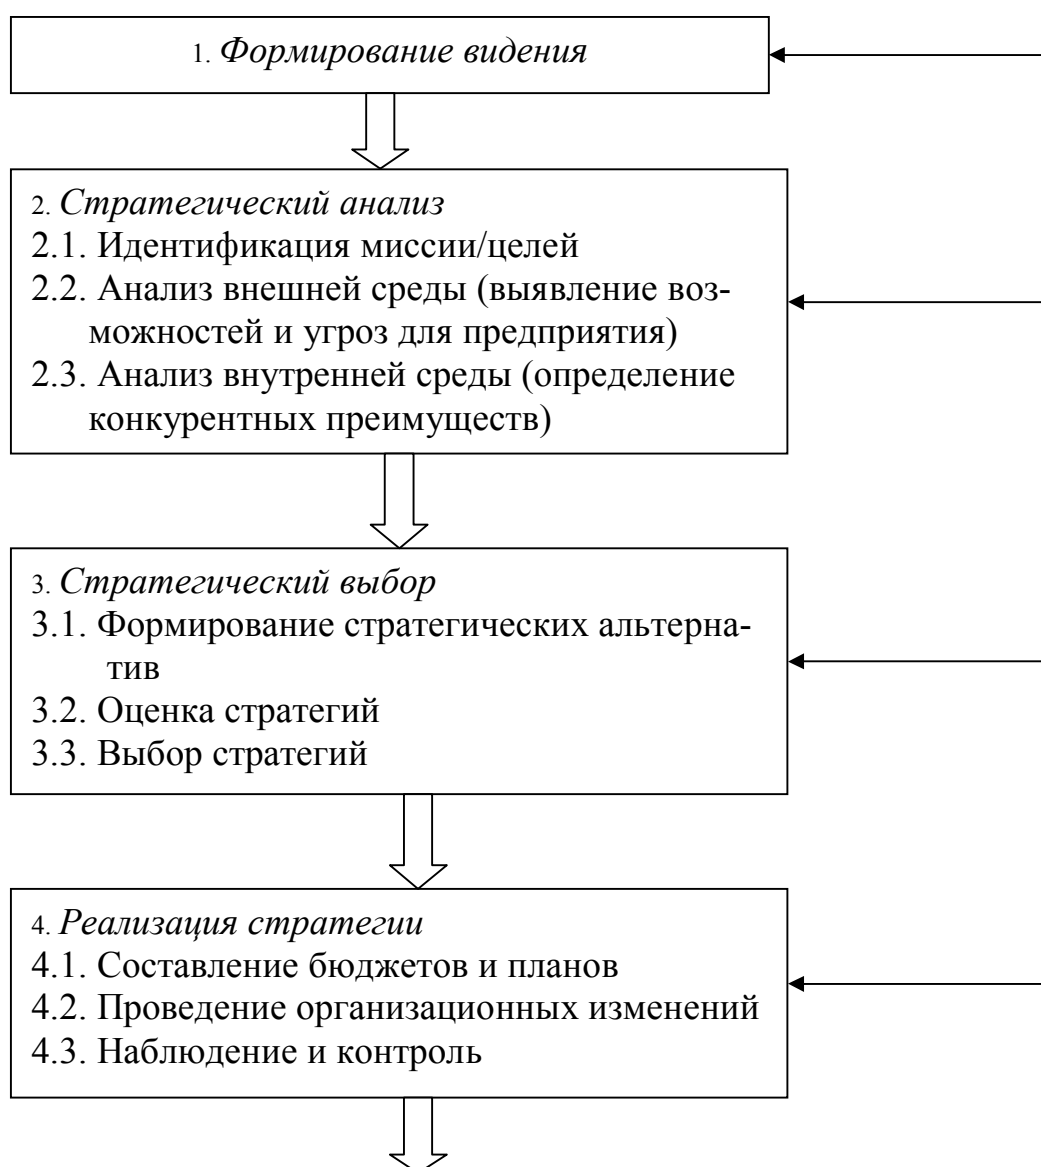 1. Формирование видения
2. Стратегический анализ
2.1. Идентификация миссии/целей
2.2. Анализ внешней среды (выявление воз-
можностей и угроз для предприятия)
2.3. Анализ внутренней среды (определение
конкурентных преимуществ)
3. Стратегический выбор
3.1. Формирование стратегических альтерна-
тив
3.2. Оценка стратегий
3.3. Выбор стратегий
4. Реализация стратегии
4.1. Составление бюджетов и планов
4.2. Проведение организационных изменений
4.3. Наблюдение и контроль